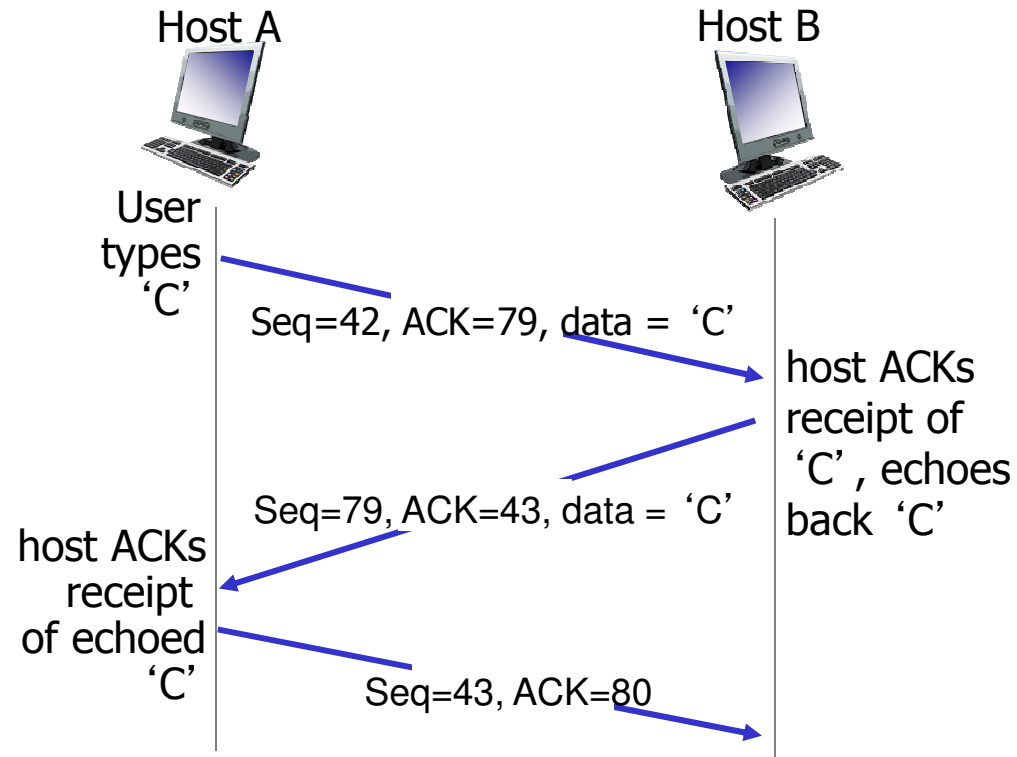 Host A
Host B
User
types
‘C’
Seq=42, ACK=79, data = ‘C’
host ACKs
receipt of
‘C’, echoes
back ‘C’
Seq=79, ACK=43, data = ‘C’
host ACKs
receipt
of echoed
‘C’
Seq=43, ACK=80